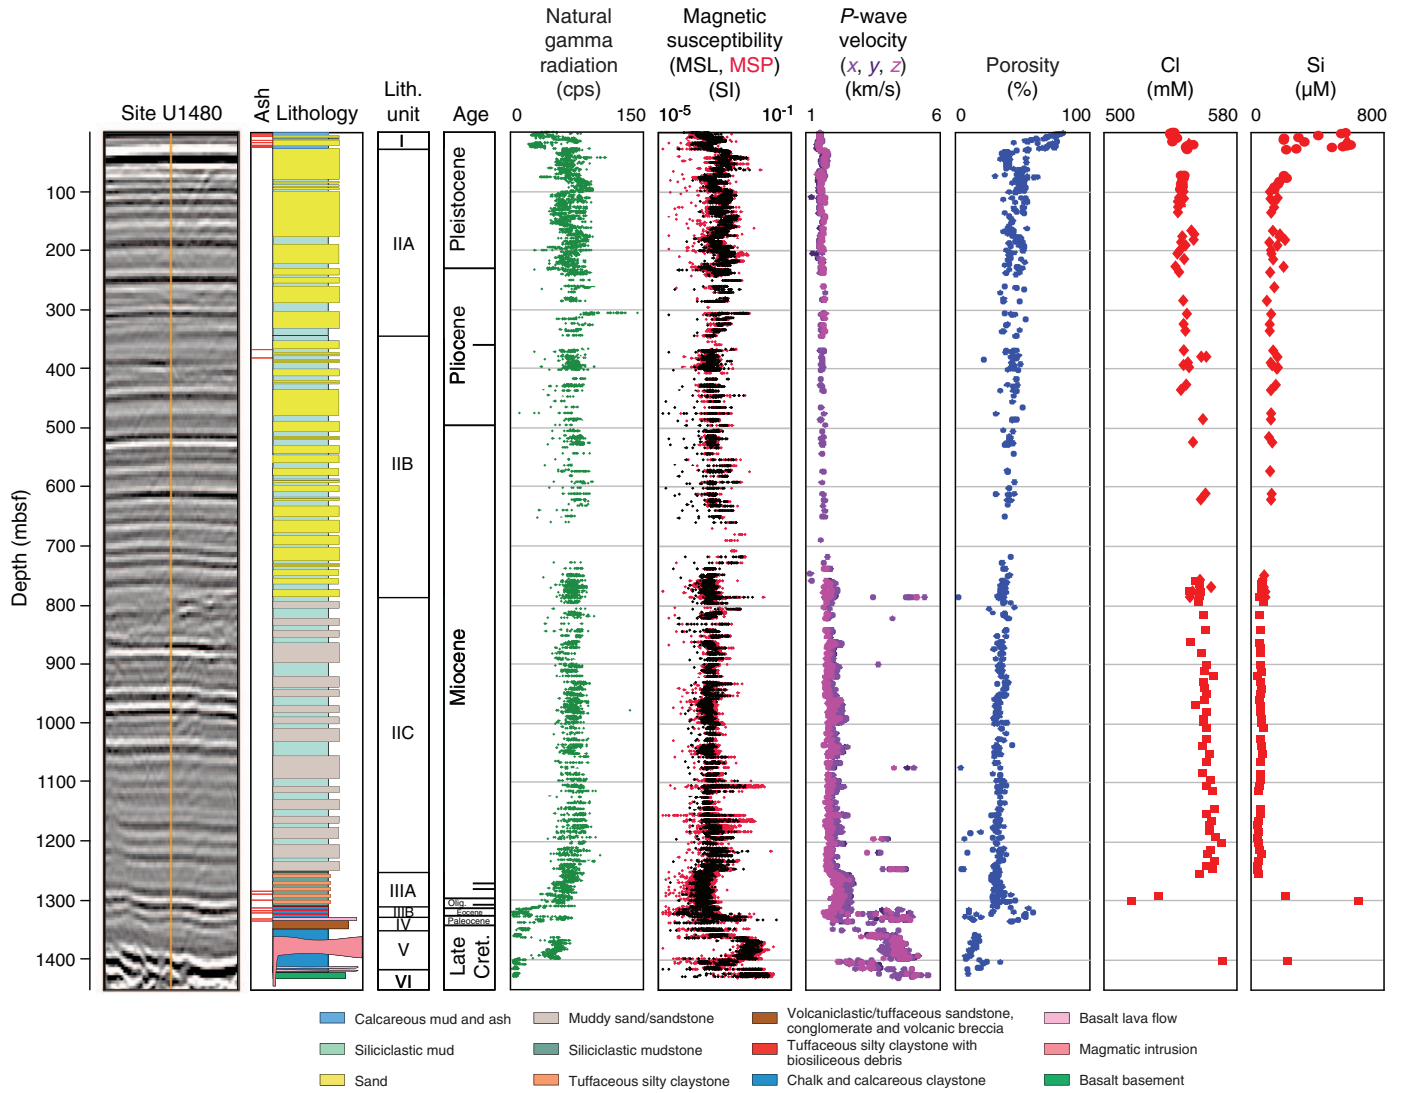 Natural
gamma
radiation
(cps)
Magnetic
susceptibility
(MSL, MSP)
(SI)
P-wave
velocity
(x, y, z)
(km/s)
Porosity
(%)
Cl
(mM)
Si
(µM)
Site U1480
Ash
Lithology
Lith.
unit
Age
0 150
10-5 10-1
1 6
0 100
500 580
0 800
Depth (mbsf)
100
200
300
400
500
600
700
800
900
1000
1100
1200
1300
1400
I
IIA
IIB
IIC
IIIA
IIIB
IV
V
VI
Pleistocene
Pliocene
Miocene
Olig.
Eocene
Paleocene
Late
Cret.
Calcareous mud and ash
Siliciclastic mud
Sand
Muddy sand/sandstone
Siliciclastic mudstone
Tuffaceous silty claystone
Volcaniclastic/tuffaceous sandstone,
conglomerate and volcanic breccia
Tuffaceous silty claystone with
biosiliceous debris
Chalk and calcareous claystone
Basalt lava flow
Magmatic intrusion
Basalt basement